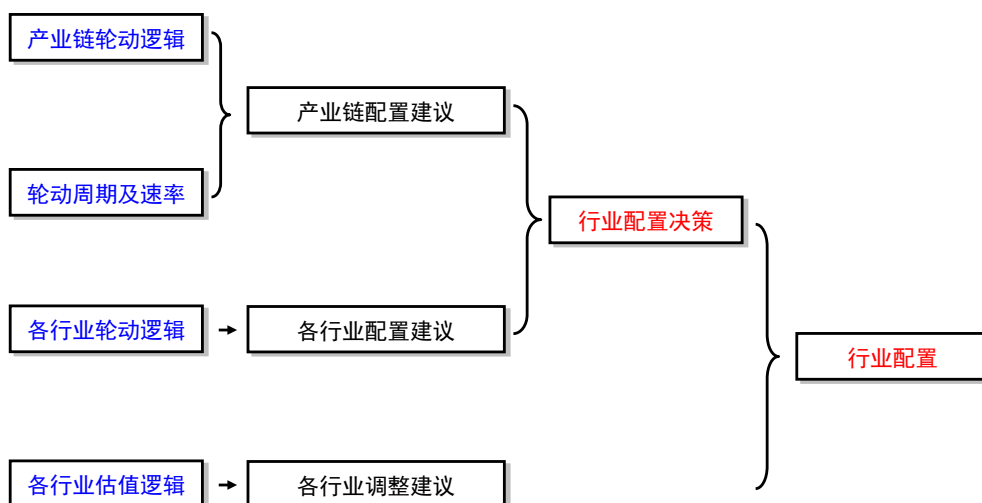 产业链轮动逻辑
产业链配置建议
轮动周期及速率
行业配置决策
各行业轮动逻辑
各行业配置建议
行业配置
各行业估值逻辑
各行业调整建议